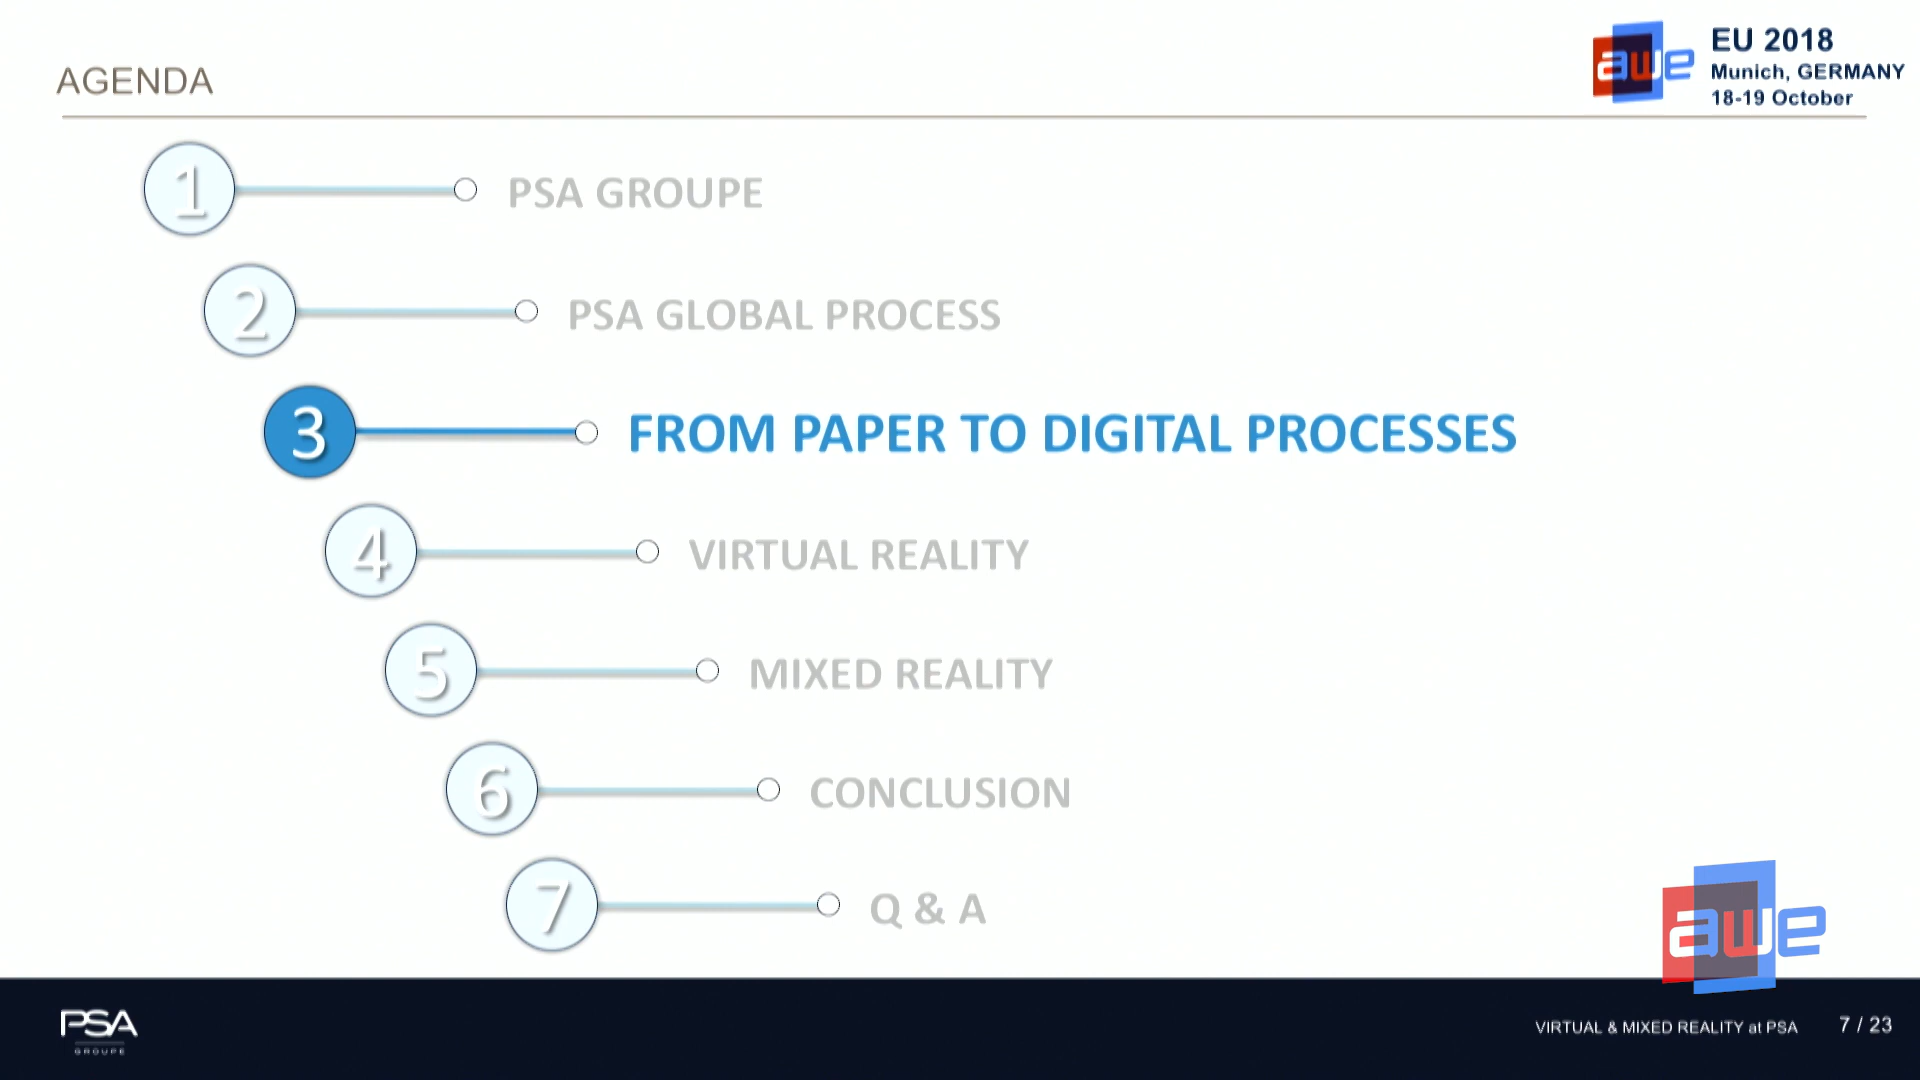 AGENDA
awe
EU 2018
Munich, GERMANY
18-19 October
1 PSA GROUPE
2 PSA GLOBAL PROCESS
3 FROM PAPER TO DIGITAL PROCESSES
4 VIRTUAL REALITY
5 MIXED REALITY
6 CONCLUSION
7 Q & A
awe
PSA
GROUPE
VIRTUAL & MIXED REALITY at PSA 7 / 23